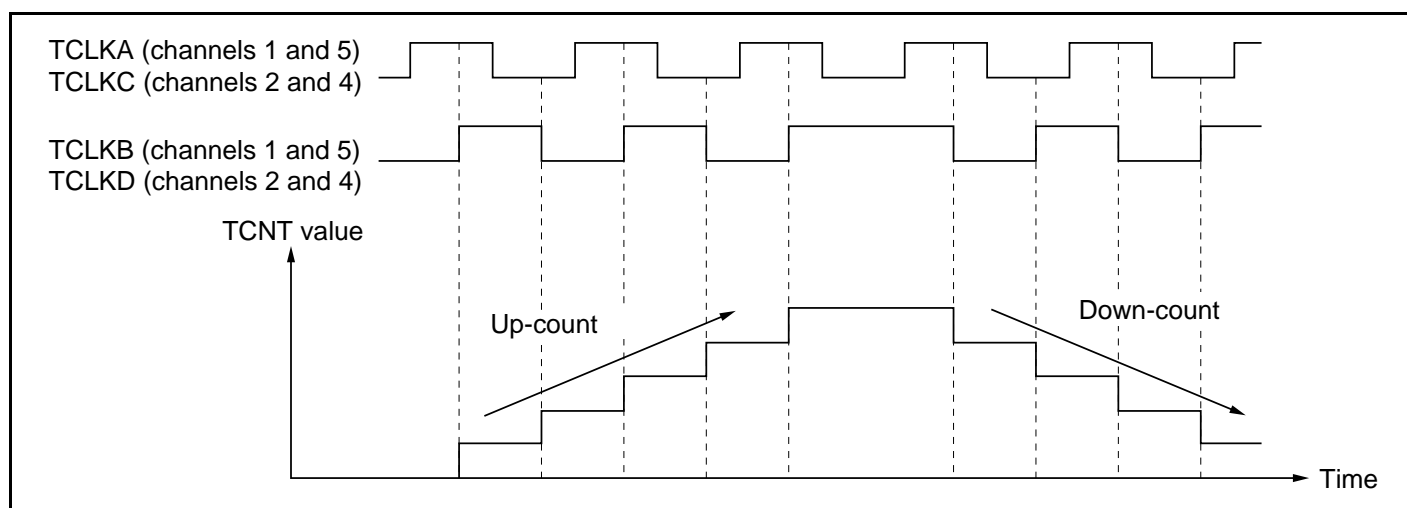 TCLKA (channels 1 and 5)
TCLKC (channels 2 and 4)
TCLKB (channels 1 and 5)
TCLKD (channels 2 and 4)
TCNT value
Up-count
Down-count
Time